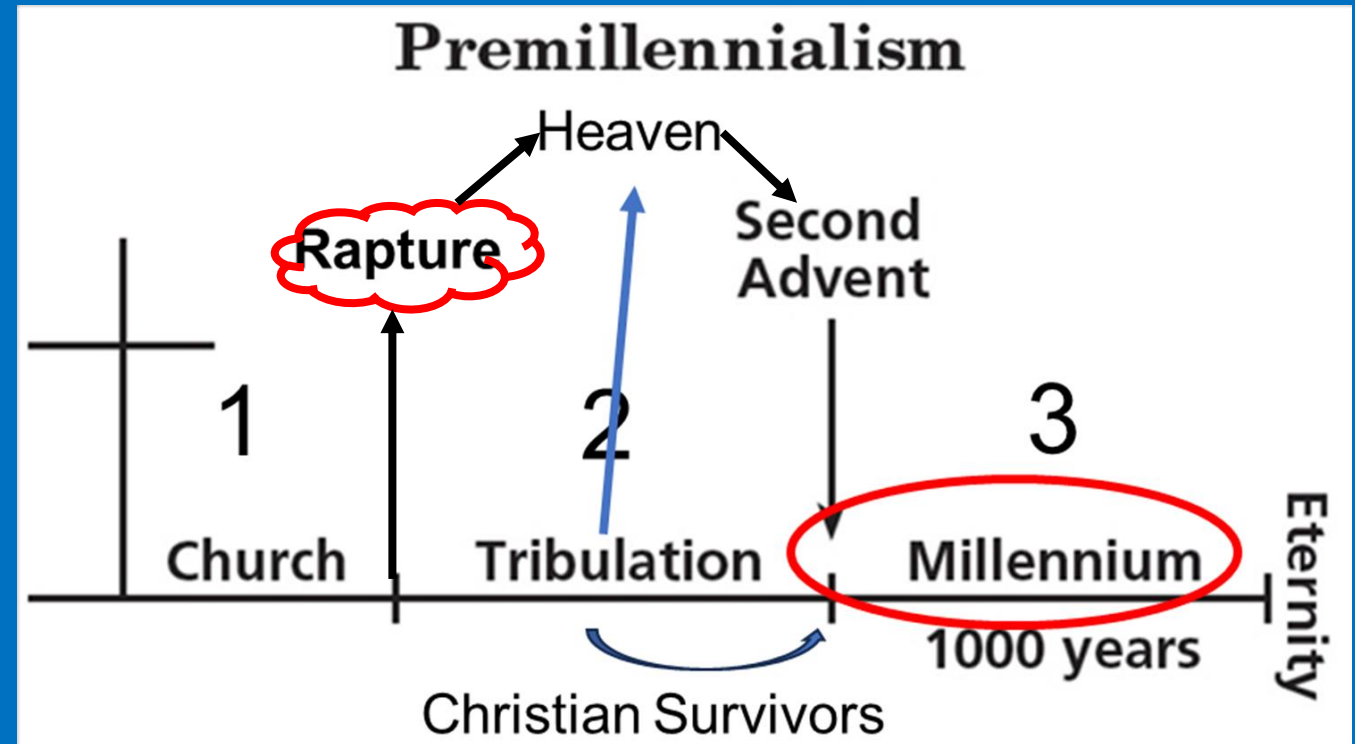 Premillennialism
Heaven
Rapture
Second
Advent
1
2
3
Church
Tribulation
Millennium
1000 years
Eternity
Christian Survivors